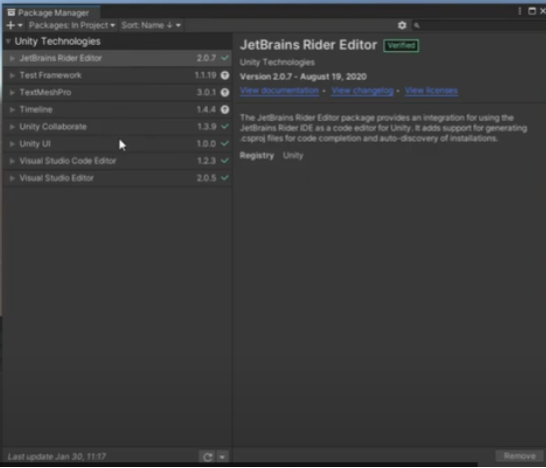 Package Manager
Packages: In Project
Sort: Name
Unity Technologies
JetBrains Rider Editor 2.0.7
Test Framework 1.1.19
TextMeshPro 3.0.1
Timeline 1.4.4
Unity Collaborate 1.3.9
Unity UI 1.0.0
Visual Studio Code Editor 1.2.3
Visual Studio Editor 2.0.5
Last update Jan 30, 11:17
JetBrains Rider Editor Verified
Unity Technologies
Version 2.0.7 - August 19, 2020
View documentation • View changelog • View licenses
The JetBrains Rider Editor package provides an integration for using the
JetBrains Rider IDE as a code editor for Unity. It adds support for generating
.csproj files for code completion and auto-discovery of installations.
Registry Unity
Remove